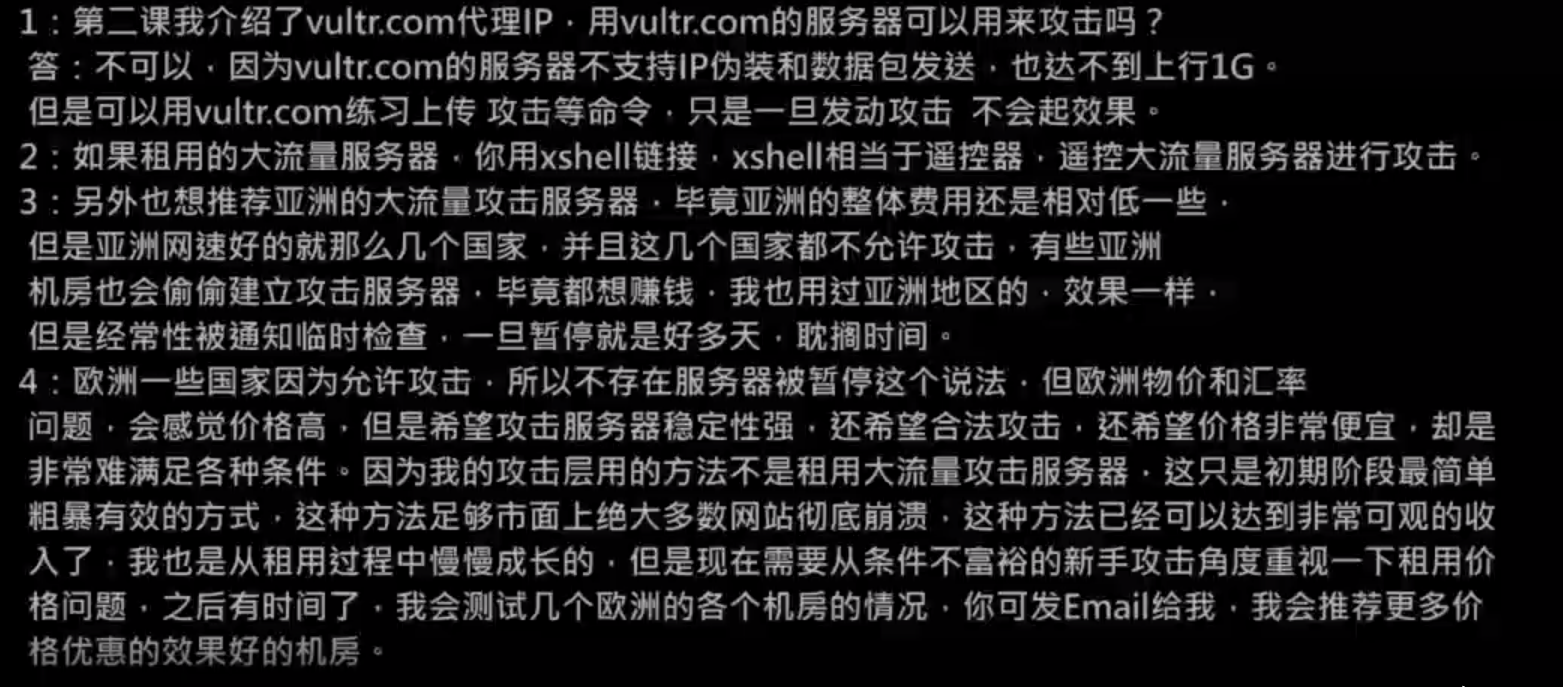 1：第二课我介绍了vultr.com代理IP，用vultr.com的服务器可以用来攻击吗？
答：不可以，因为vultr.com的服务器不支持IP伪装和数据包发送，也达不到上行1G。
但是可以用vultr.com练习上传 攻击等命令，只是一旦发动攻击 不会起效果。
2：如果租用的大流量服务器，你用xshell链接，xshell相当于遥控器，遥控大流量服务器进行攻击。
3：另外也想推荐亚洲的大流量攻击服务器，毕竟亚洲的整体费用还是相对低一些，
但是亚洲网速好的就那么几个国家，并且这几个国家都不允许攻击，有些亚洲
机房也会偷偷建立攻击服务器，毕竟都想赚钱，我也用过亚洲地区的，效果一样，
但是经常性被通知临时检查，一旦暂停就是好多天，耽搁时间。
4：欧洲一些国家因为允许攻击，所以不存在服务器被暂停这个说法，但欧洲物价和汇率
问题，会感觉价格高，但是希望攻击服务器稳定性强，还希望合法攻击，还希望价格非常便宜，却是
非常难满足各种条件。因为我的攻击层用的方法不是租用大流量攻击服务器，这只是初期阶段最简单
粗暴有效的方式，这种方法足够市面上绝大多数网站彻底崩溃，这种方法已经可以达到非常可观的收
入了，我也是从租用过程中慢慢成长的，但是现在需要从条件不富裕的新手攻击角度重视一下租用价
格问题，之后有时间了，我会测试几个欧洲的各个机房的情况，你可发Email给我，我会推荐更多价
格优惠的效果好的机房。